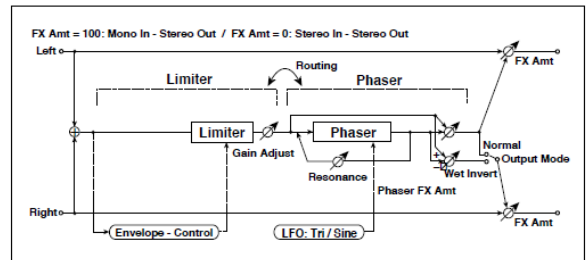 FX Amt = 100: Mono In - Stereo Out / FX Amt = 0: Stereo In - Stereo Out
Left
FX Amt
Routing
Limiter
Phaser
Limiter
Phaser
Gain Adjust
Resonance
Normal
Output Mode
+
−
Wet Invert
Phaser FX Amt
Right
FX Amt
Envelope - Control
LFO: Tri / Sine